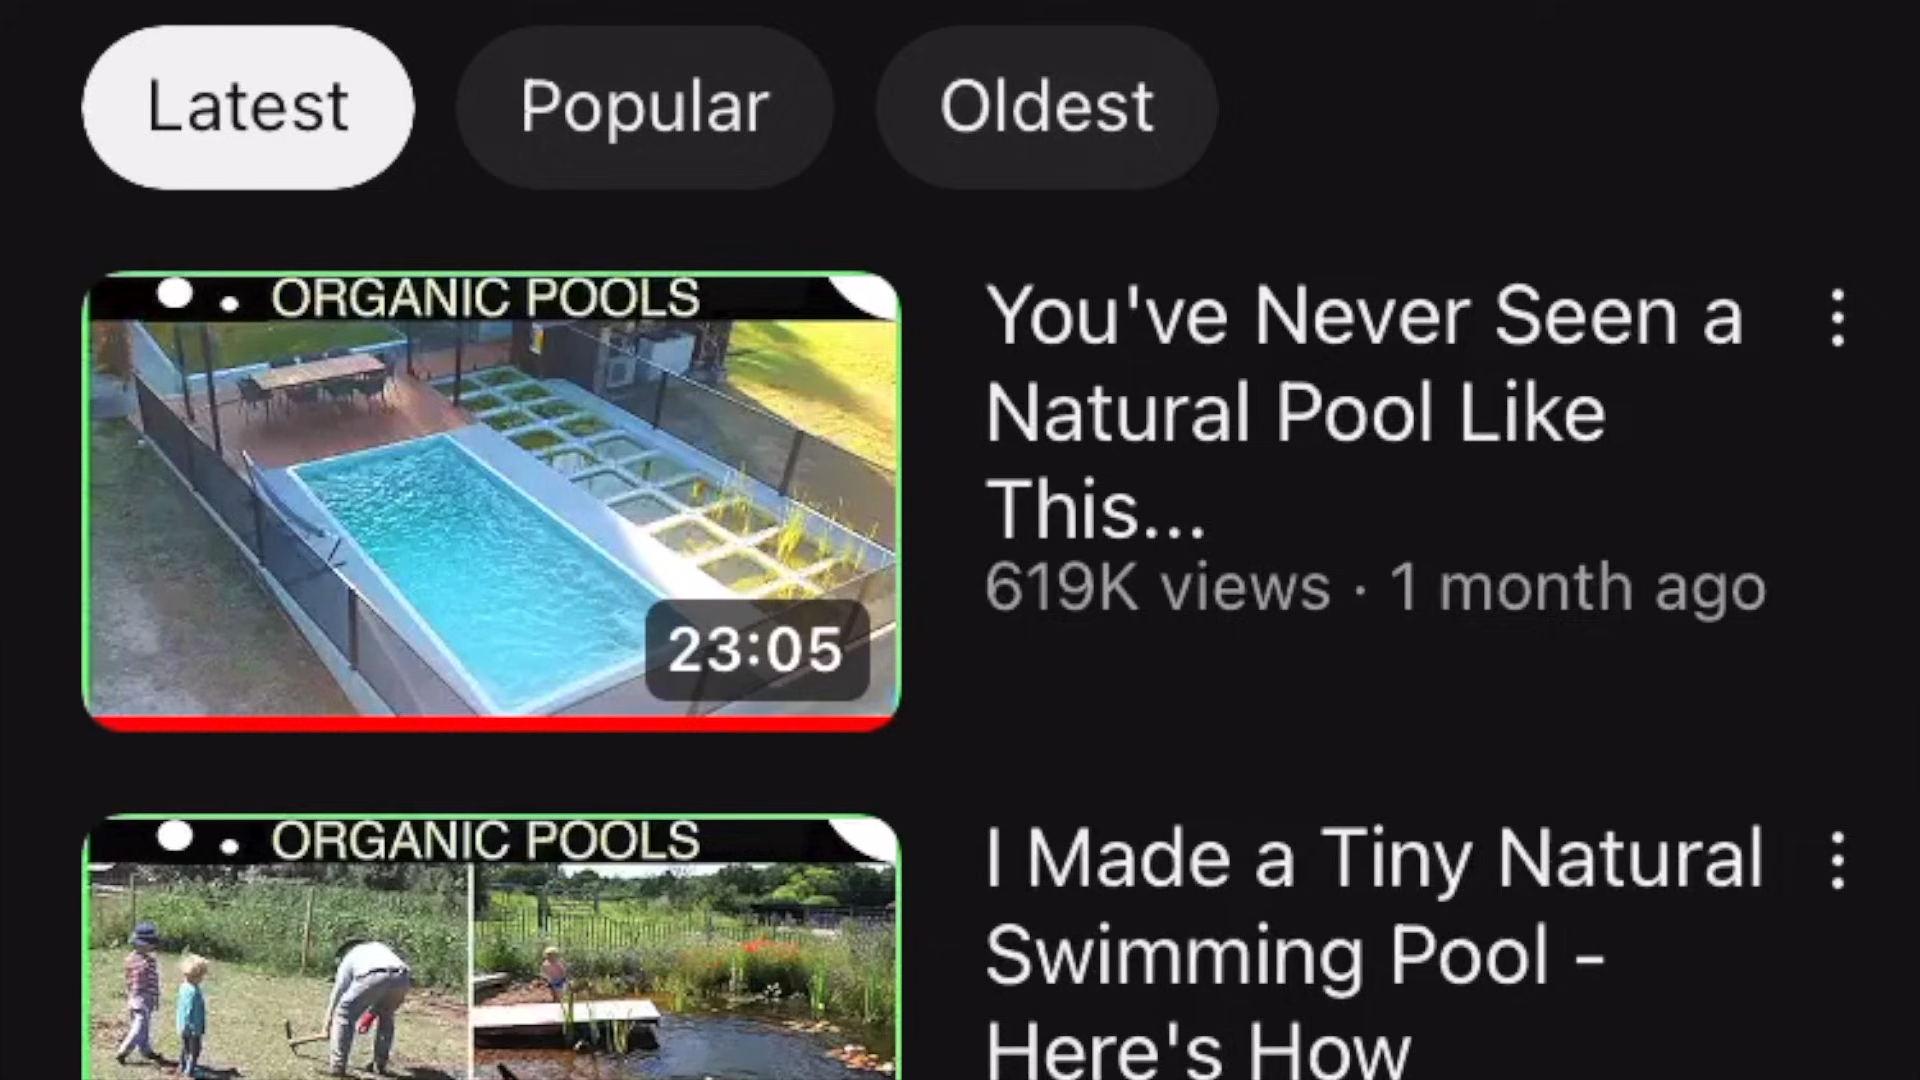 Latest
Popular
Oldest
ORGANIC POOLS
23:05
You've Never Seen a
Natural Pool Like
This...
619K views · 1 month ago
ORGANIC POOLS
I Made a Tiny Natural
Swimming Pool -
Here's How